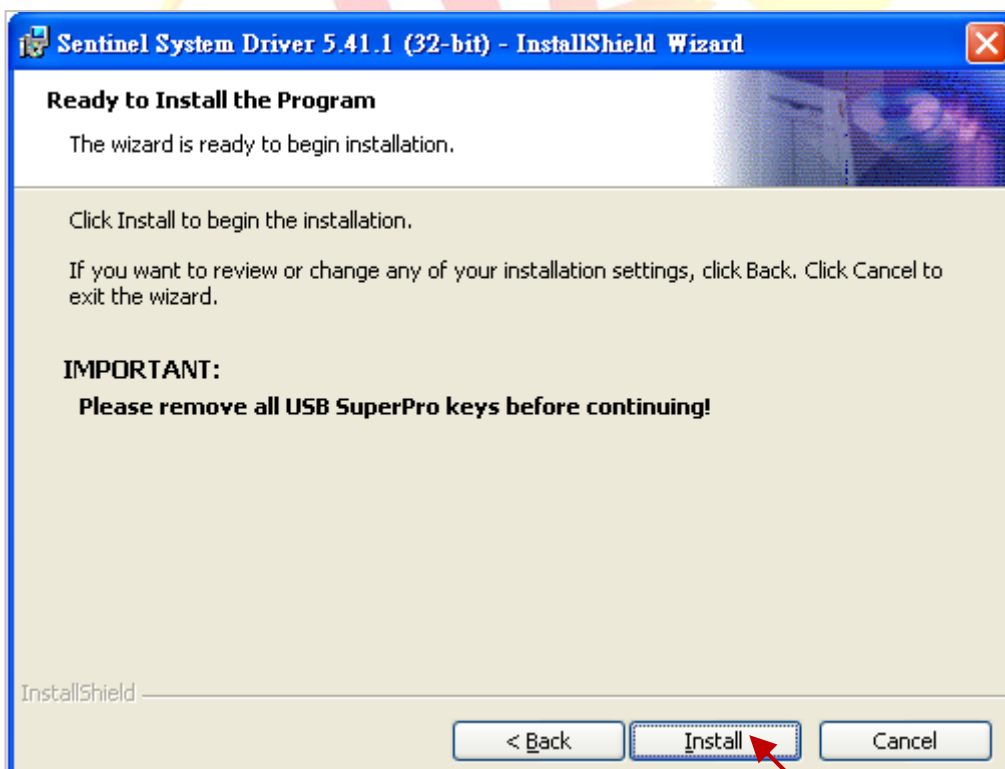 Sentinel System Driver 5.41.1 (32-bit) - InstallShield Wizard
Ready to Install the Program
The wizard is ready to begin installation.
Click Install to begin the installation.
If you want to review or change any of your installation settings, click Back. Click Cancel to
exit the wizard.
IMPORTANT:
Please remove all USB SuperPro keys before continuing!
InstallShield
< Back Install Cancel